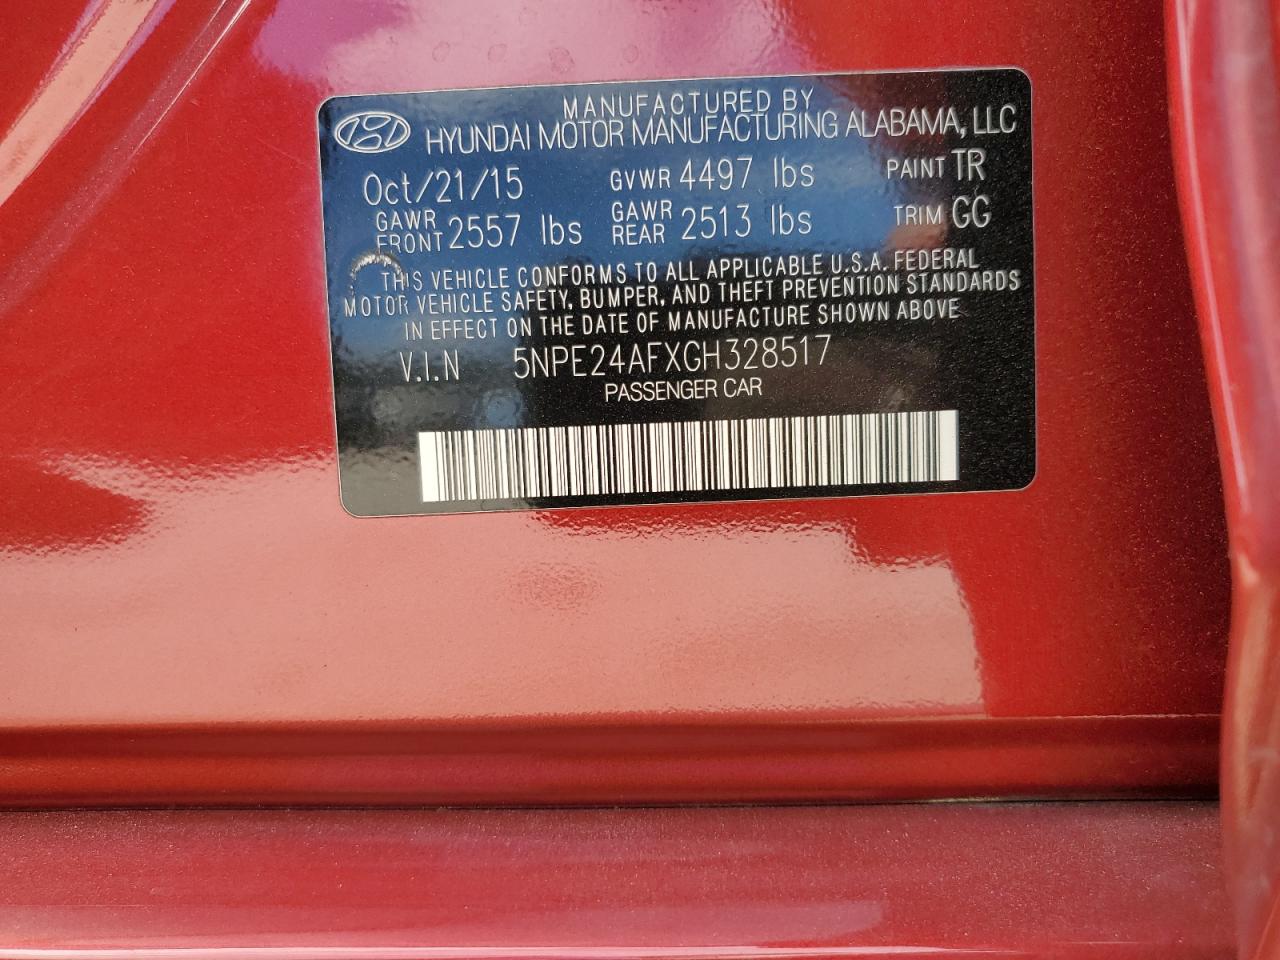 MANUFACTURED BY
HYUNDAI MOTOR MANUFACTURING ALABAMA, LLC
Oct/21/15 GVWR 4497 lbs PAINT TR
GAWR FRONT 2557 lbs GAWR REAR 2513 lbs TRIM GG
THIS VEHICLE CONFORMS TO ALL APPLICABLE U.S.A. FEDERAL
MOTOR VEHICLE SAFETY, BUMPER, AND THEFT PREVENTION STANDARDS
IN EFFECT ON THE DATE OF MANUFACTURE SHOWN ABOVE
V.I.N 5NPE24AFXGH328517
PASSENGER CAR